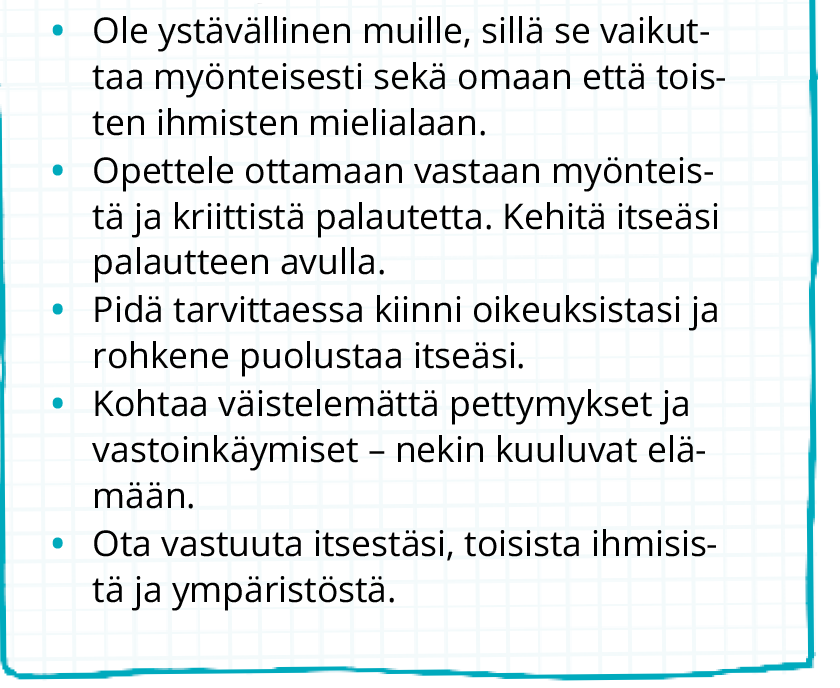 • Ole ystävällinen muille, sillä se vaikut-
taa myönteisesti sekä omaan että tois-
ten ihmisten mielialaan.
• Opettele ottamaan vastaan myönteis-
tä ja kriittistä palautetta. Kehitä itseäsi
palautteen avulla.
• Pidä tarvittaessa kiinni oikeuksistasi ja
rohkene puolustaa itseäsi.
• Kohtaa väistelemättä pettymykset ja
vastoinkäymiset – nekin kuuluvat elä-
mään.
• Ota vastuuta itsestäsi, toisista ihmisis-
tä ja ympäristöstä.